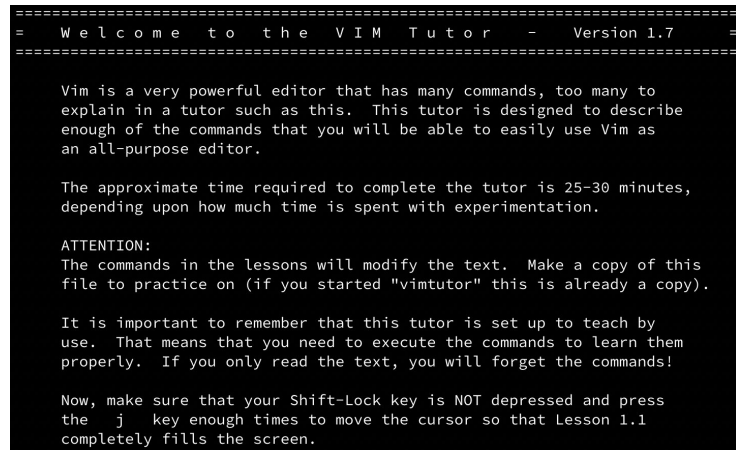 ===============================================================================
=    W e l c o m e   t o   t h e   V I M   T u t o r    -    Version 1.7      =
===============================================================================

     Vim is a very powerful editor that has many commands, too many to
     explain in a tutor such as this.  This tutor is designed to describe
     enough of the commands that you will be able to easily use Vim as
     an all-purpose editor.

     The approximate time required to complete the tutor is 25-30 minutes,
     depending upon how much time is spent with experimentation.

     ATTENTION:
     The commands in the lessons will modify the text.  Make a copy of this
     file to practice on (if you started "vimtutor" this is already a copy).

     It is important to remember that this tutor is set up to teach by
     use.  That means that you need to execute the commands to learn them
     properly.  If you only read the text, you will forget the commands!

     Now, make sure that your Shift-Lock key is NOT depressed and press
     the   j   key enough times to move the cursor so that Lesson 1.1
     completely fills the screen.